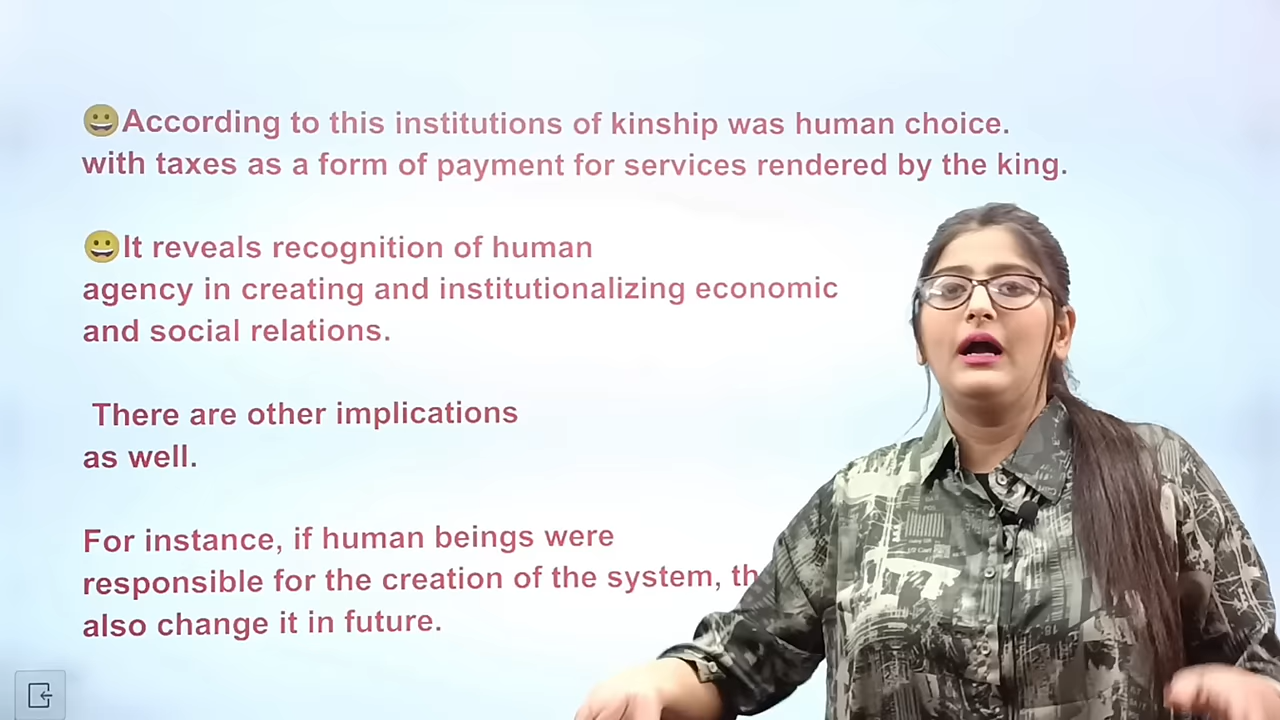 😀According to this institutions of kinship was human choice.
with taxes as a form of payment for services rendered by the king.
😀It reveals recognition of human
agency in creating and institutionalizing economic
and social relations.
There are other implications
as well.
For instance, if human beings were
responsible for the creation of the system,
also change it in future.